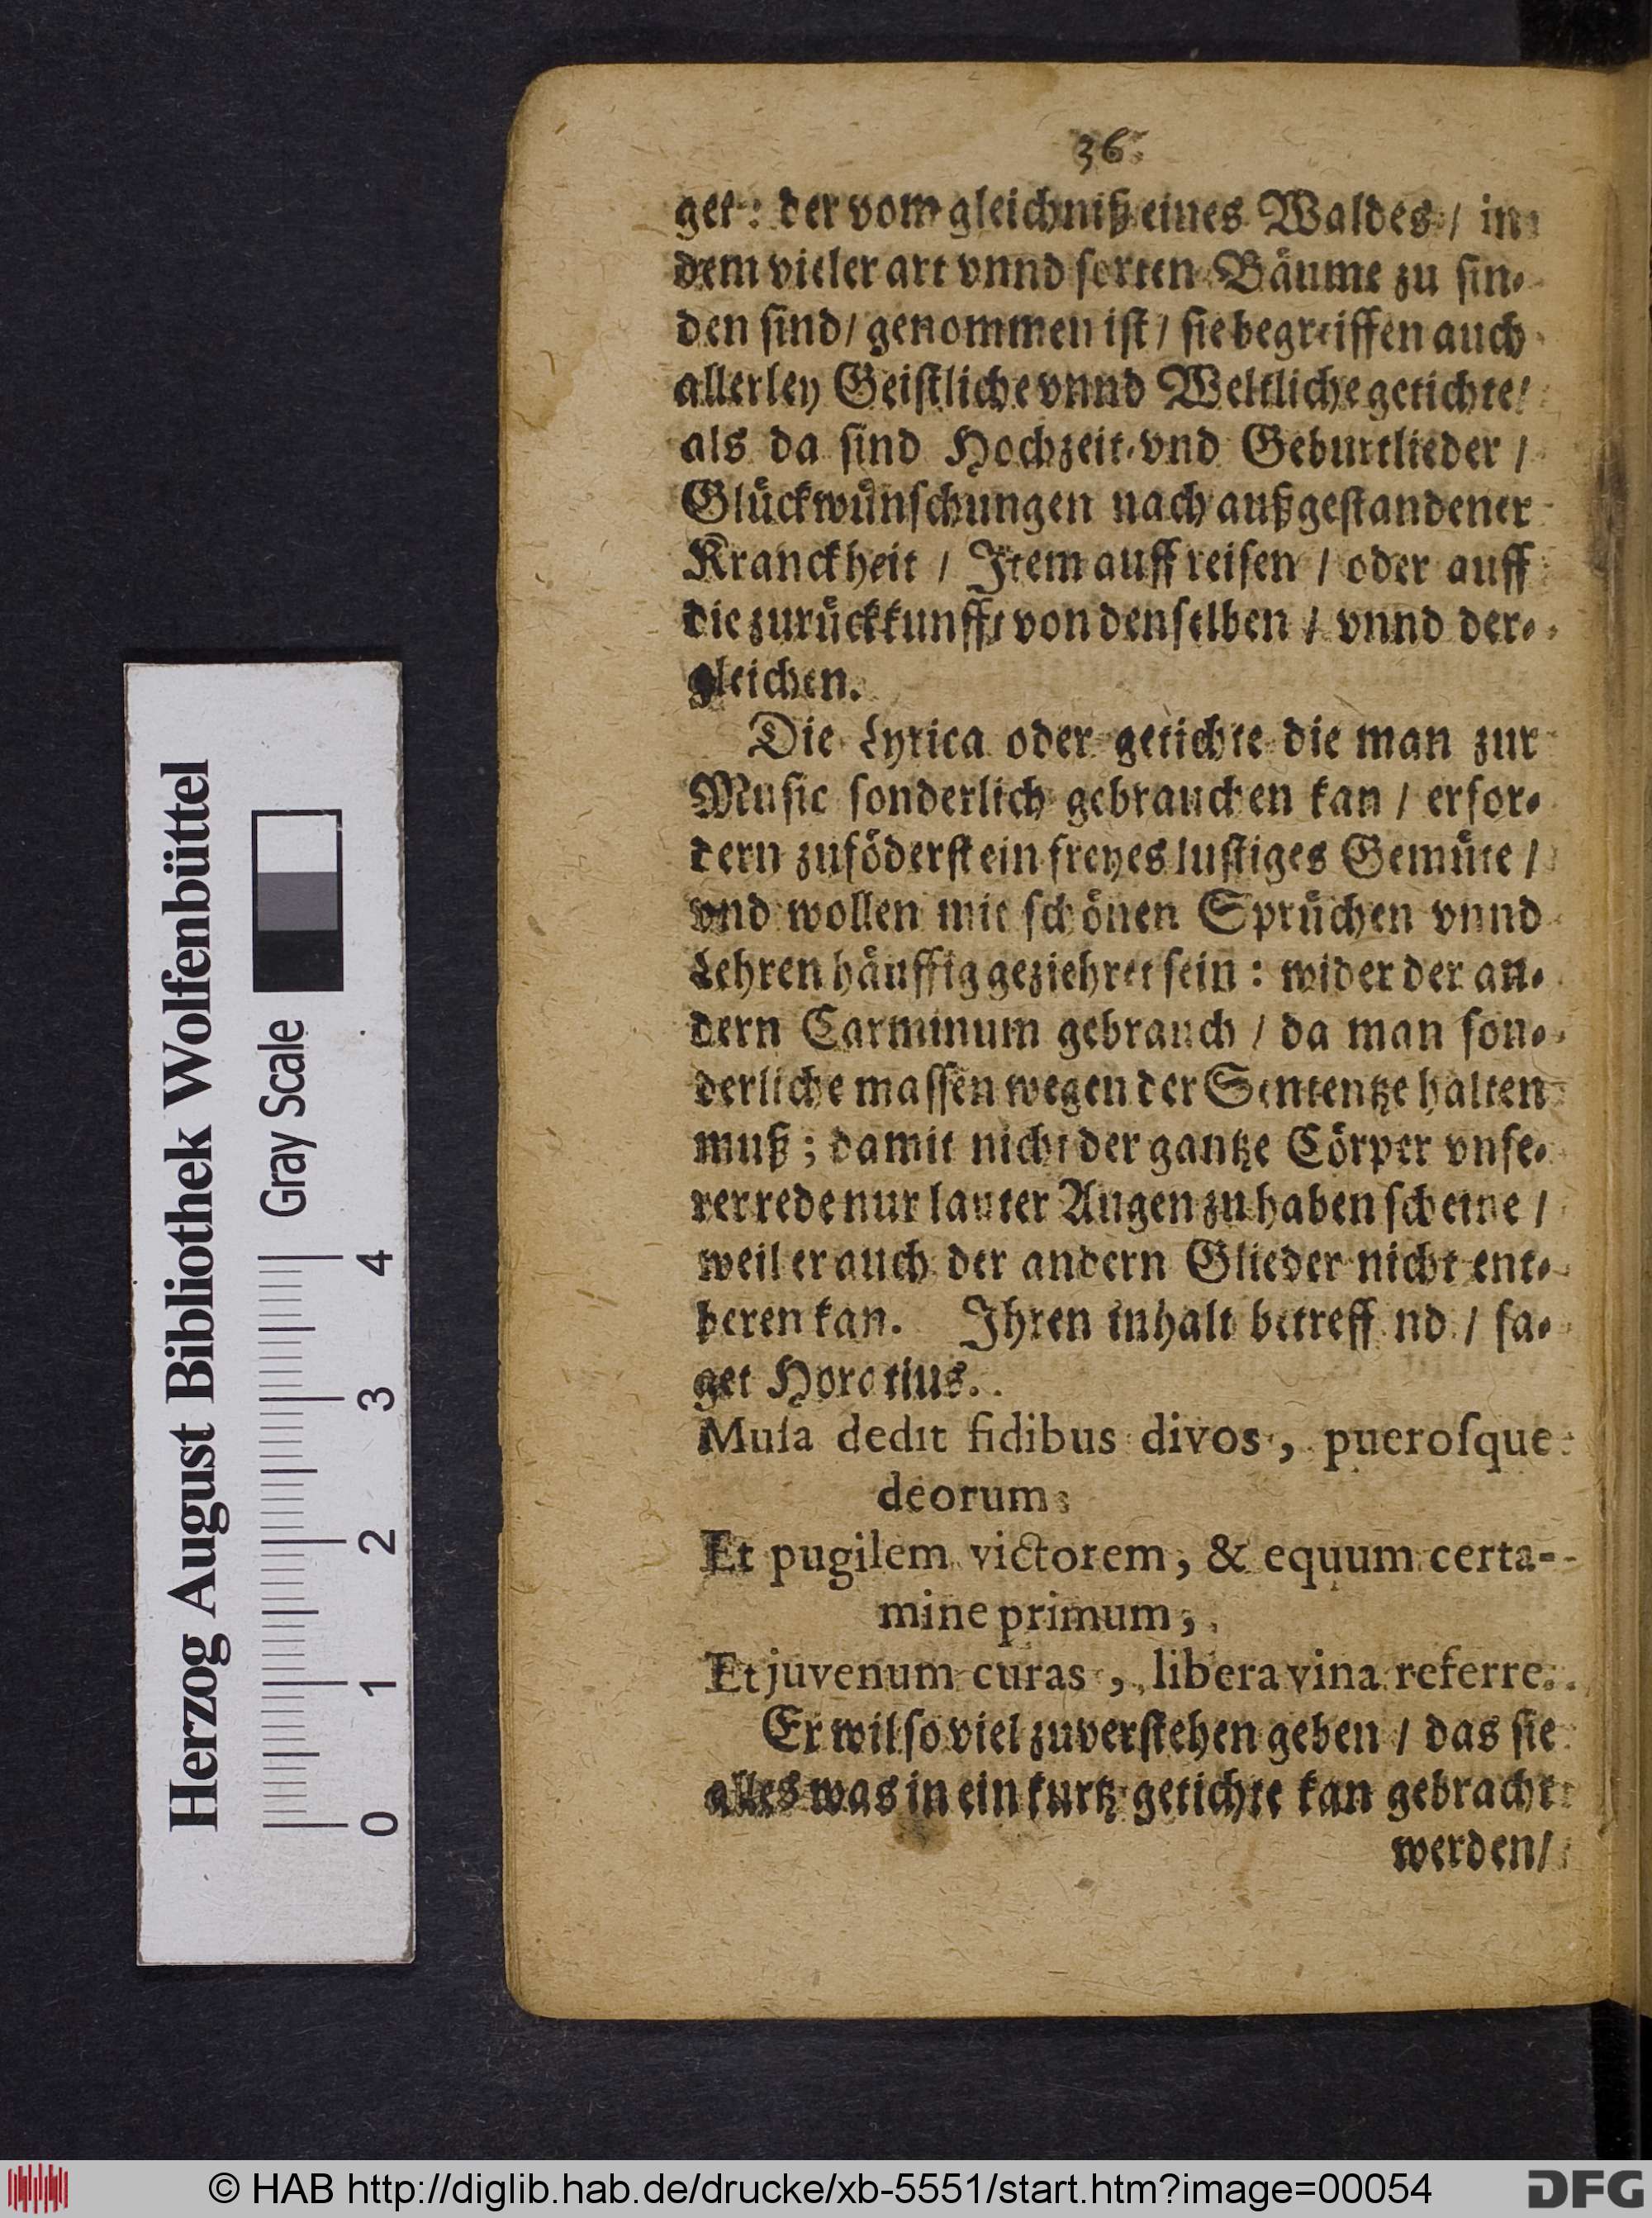 36.
get: der vom gleichniß eines Waldes / in
dem vieler art vnnd sorten Bäume zu fin⸗
den sind / genommen ist / sie begreiffen auch
allerley Geistliche vnnd Weltliche getichte /
als da sind Hochzeit⸗vnd Geburtlieder /
Glückwünschungen nach außgestandener
Kranckheit / Item auff reisen / oder auff
die zurückkunfft von denselben / vnnd der⸗
gleichen.
Die Lyrica oder getichte die man zur
Music sonderlich gebrauchen kan / erfor⸗
dern zuföderst ein freyes lustiges Gemüte /
vnd wollen mit schönen Sprüchen vnnd
Lehren häuffig geziehret sein: wider der an⸗
dern Carminum gebrauch / da man son⸗
derliche massen wegen der Sententze halten
muß; damit nicht der gantze Cörper vnse⸗
rer rede nur lauter Augen zu haben scheine /
weil er auch der andern Glieder nicht ent⸗
beren kan. Ihren inhalt betreff nd / sa⸗
get Horatius.
Musa dedit fidibus divos, puerosque
deorum;
Et pugilem victorem, & equum certa-
mine primum,
Et juvenum curas, libera vina referre.
Er wil so viel zuverstehen geben / das sie
alles was in ein kurtz getichte kan gebracht
werden /
Herzog August Bibliothek Wolfenbüttel
Gray Scale
0 1 2 3 4
© HAB http://diglib.hab.de/drucke/xb-5551/start.htm?image=00054
DFG